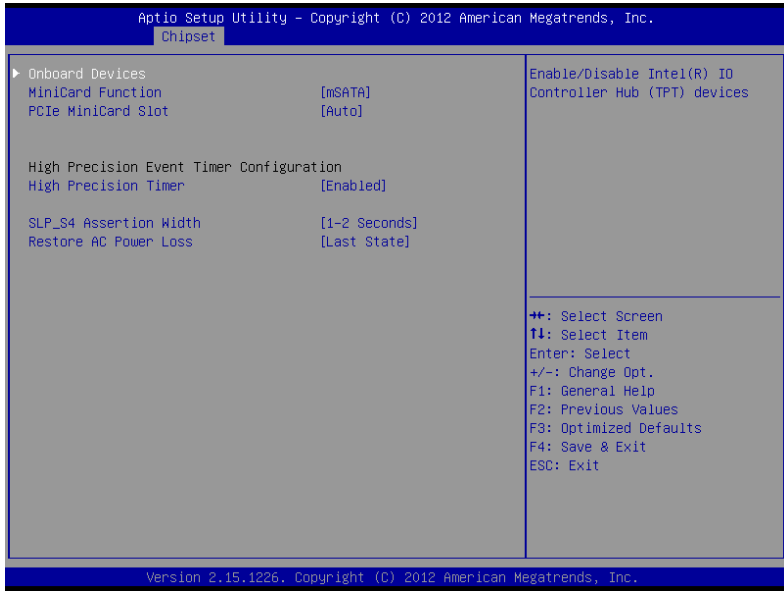 Aptio Setup Utility – Copyright (C) 2012 American Megatrends, Inc.
Chipset
Onboard Devices
MiniCard Function [mSATA]
PCIe MiniCard Slot [Auto]
High Precision Event Timer Configuration
High Precision Timer [Enabled]
SLP_S4 Assertion Width [1-2 Seconds]
Restore AC Power Loss [Last State]
Enable/Disable Intel(R) IO
Controller Hub (TPT) devices
→←: Select Screen
↑↓: Select Item
Enter: Select
+/-: Change Opt.
F1: General Help
F2: Previous Values
F3: Optimized Defaults
F4: Save & Exit
ESC: Exit
Version 2.15.1226. Copyright (C) 2012 American Megatrends, Inc.